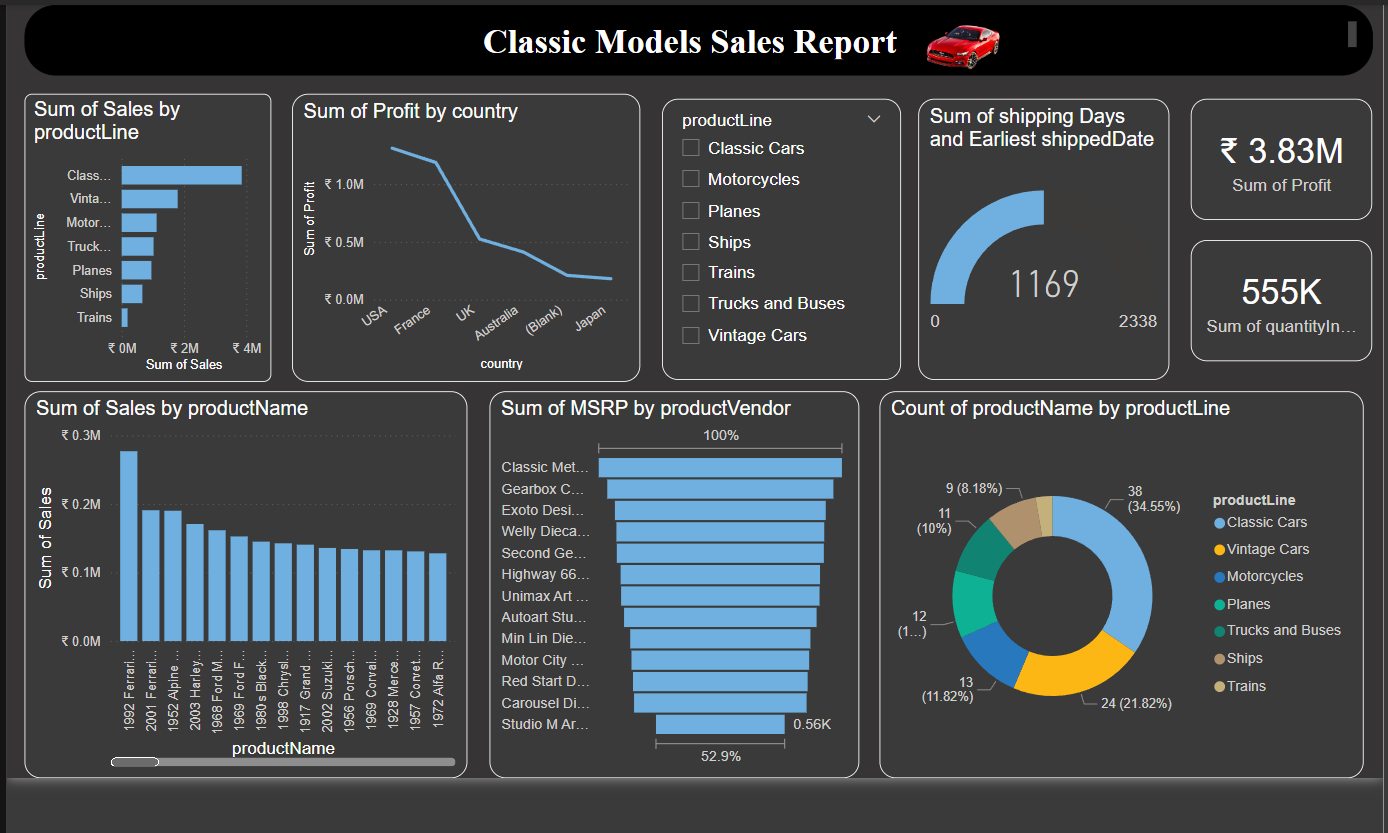 Classic Models Sales Report
Sum of Sales by
productLine
productLine
Class...
Vinta...
Motor...
Truck...
Planes
Ships
Trains
₹ 0M
₹ 2M
₹ 4M
Sum of Sales
Sum of Profit by country
Sum of Profit
₹ 1.0M
₹ 0.5M
₹ 0.0M
USA
France
UK
Australia
(Blank)
Japan
country
productLine
Classic Cars
Motorcycles
Planes
Ships
Trains
Trucks and Buses
Vintage Cars
Sum of shipping Days
and Earliest shippedDate
1169
0
2338
₹ 3.83M
Sum of Profit
555K
Sum of quantityIn...
Sum of Sales by productName
Sum of Sales
₹ 0.3M
₹ 0.2M
₹ 0.1M
₹ 0.0M
1992 Ferrari...
2001 Ferrari...
1952 Alpine ...
2003 Harley...
1968 Ford M...
1969 Ford F...
1980 s Black...
1998 Chrysl...
1917 Grand ...
2002 Suzuki...
1956 Porsch...
1969 Corvai...
1928 Merce...
1957 Corvet...
1972 Alfa R...
productName
Sum of MSRP by productVendor
100%
Classic Met...
Gearbox C...
Exoto Desi...
Welly Dieca...
Second Ge...
Highway 66...
Unimax Art ...
Autoart Stu...
Min Lin Die...
Motor City ...
Red Start D...
Carousel Di...
Studio M Ar...
0.56K
52.9%
Count of productName by productLine
9 (8.18%)
38
(34.55%)
11
(10%)
12
(1...)
13
(11.82%)
24 (21.82%)
productLine
Classic Cars
Vintage Cars
Motorcycles
Planes
Trucks and Buses
Ships
Trains